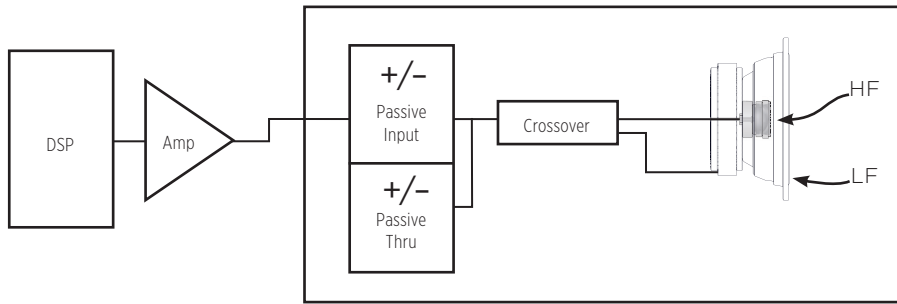 DSP
Amp
+/–
Passive
Input
+/–
Passive
Thru
Crossover
HF
LF